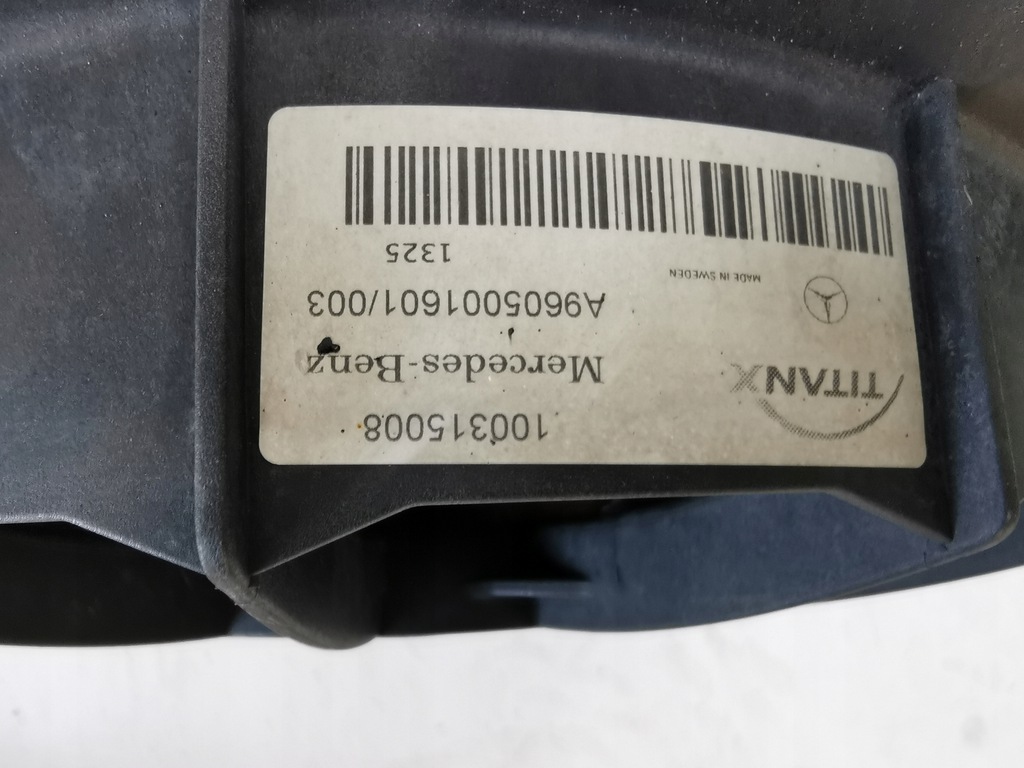 TITANX
100315008
Mercedes-Benz
A9605001601/003
MADE IN SWEDEN
1325